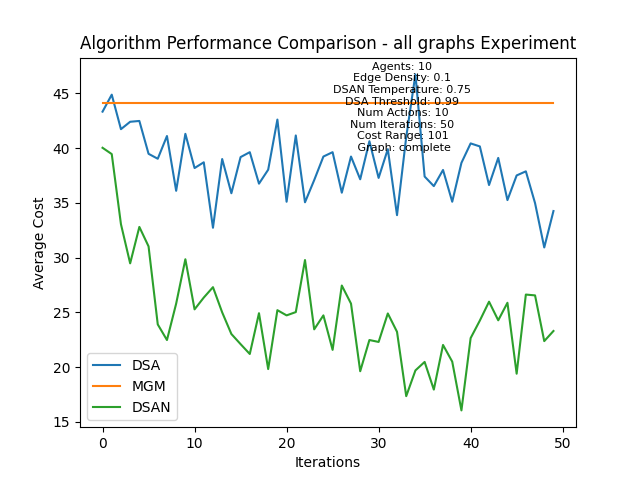 Algorithm Performance Comparison - all graphs Experiment
Agents: 10
Edge Density: 0.1
DSAN Temperature: 0.75
DSA Threshold: 0.99
Num Actions: 10
Num Iterations: 50
Cost Range: 101
Graph: complete
45
40
35
30
25
20
15
Average Cost
DSA
MGM
DSAN
0
10
20
30
40
50
Iterations